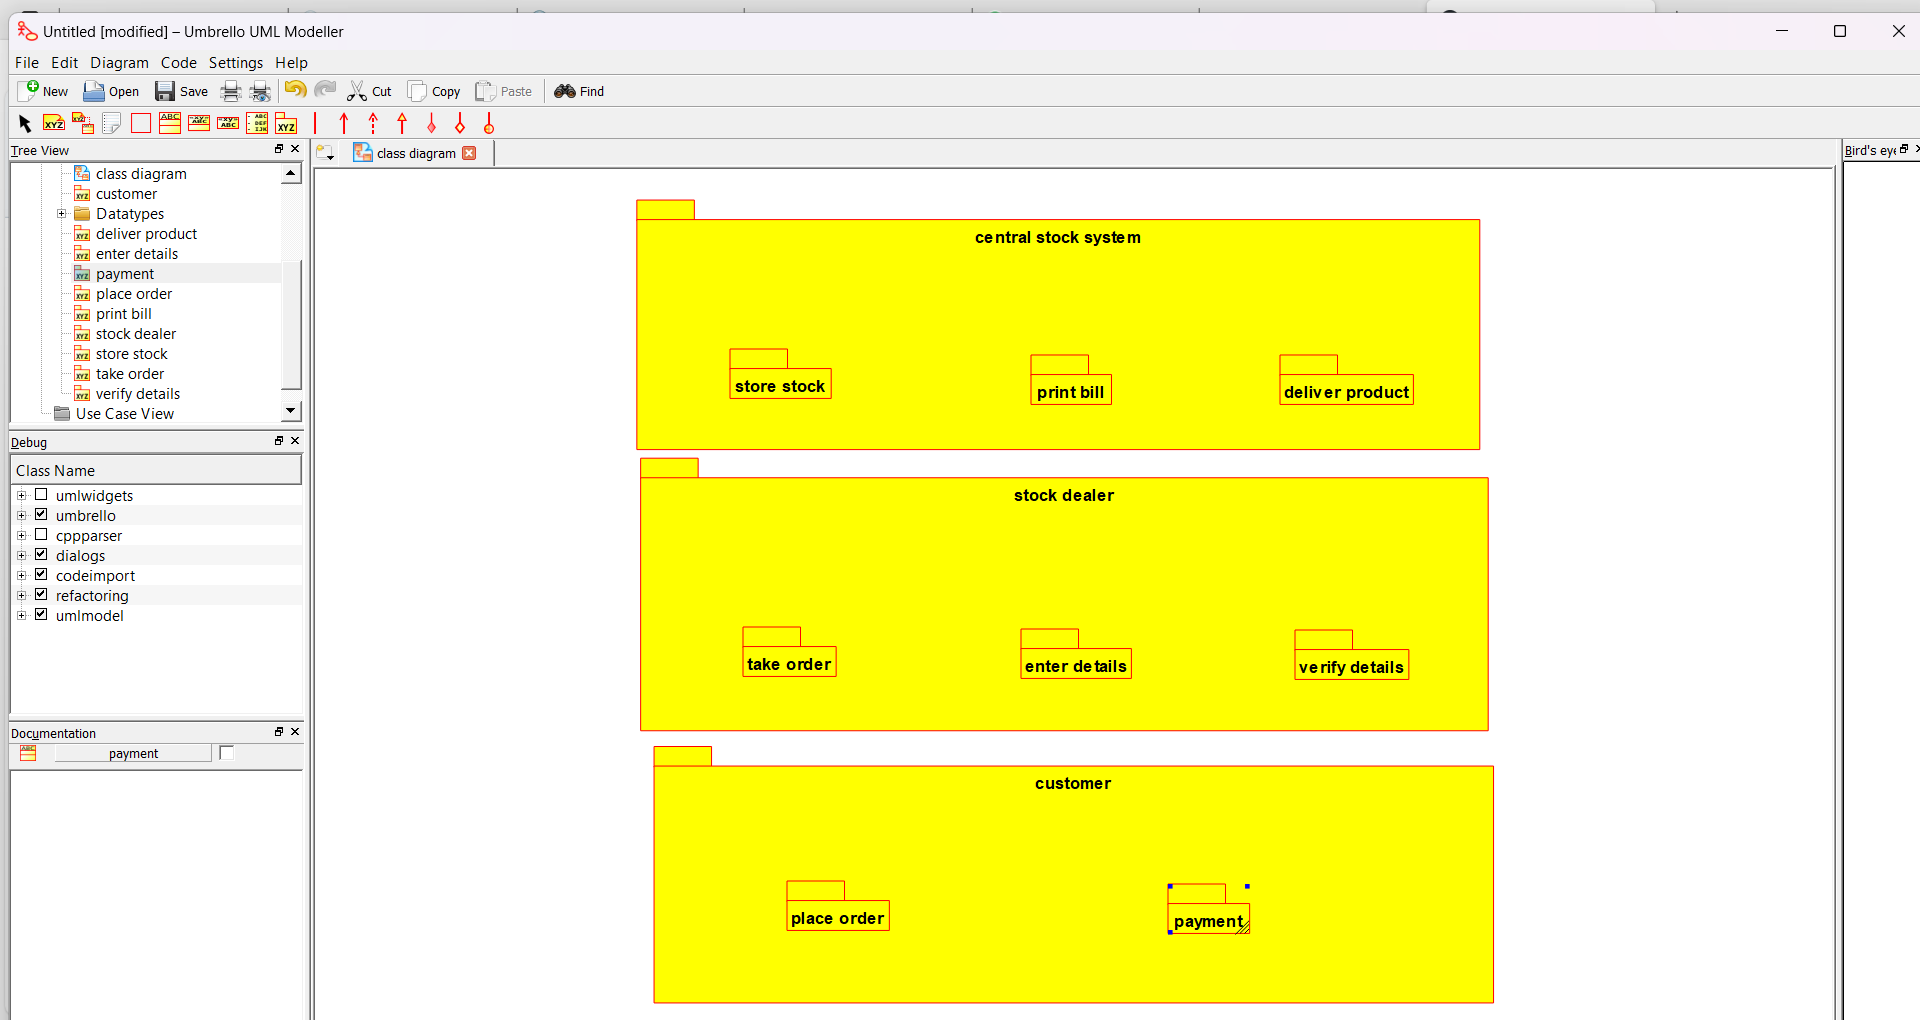 Untitled [modified] – Umbrello UML Modeller
File Edit Diagram Code Settings Help
New Open Save Cut Copy Paste Find
Tree View
class diagram
customer
Datatypes
deliver product
enter details
payment
place order
print bill
stock dealer
store stock
take order
verify details
Use Case View
Debug
Class Name
umlwidgets
umbrello
cppparser
dialogs
codeimport
refactoring
umlmodel
Documentation
payment
class diagram
central stock system
store stock
print bill
deliver product
stock dealer
take order
enter details
verify details
customer
place order
payment
Bird's eye